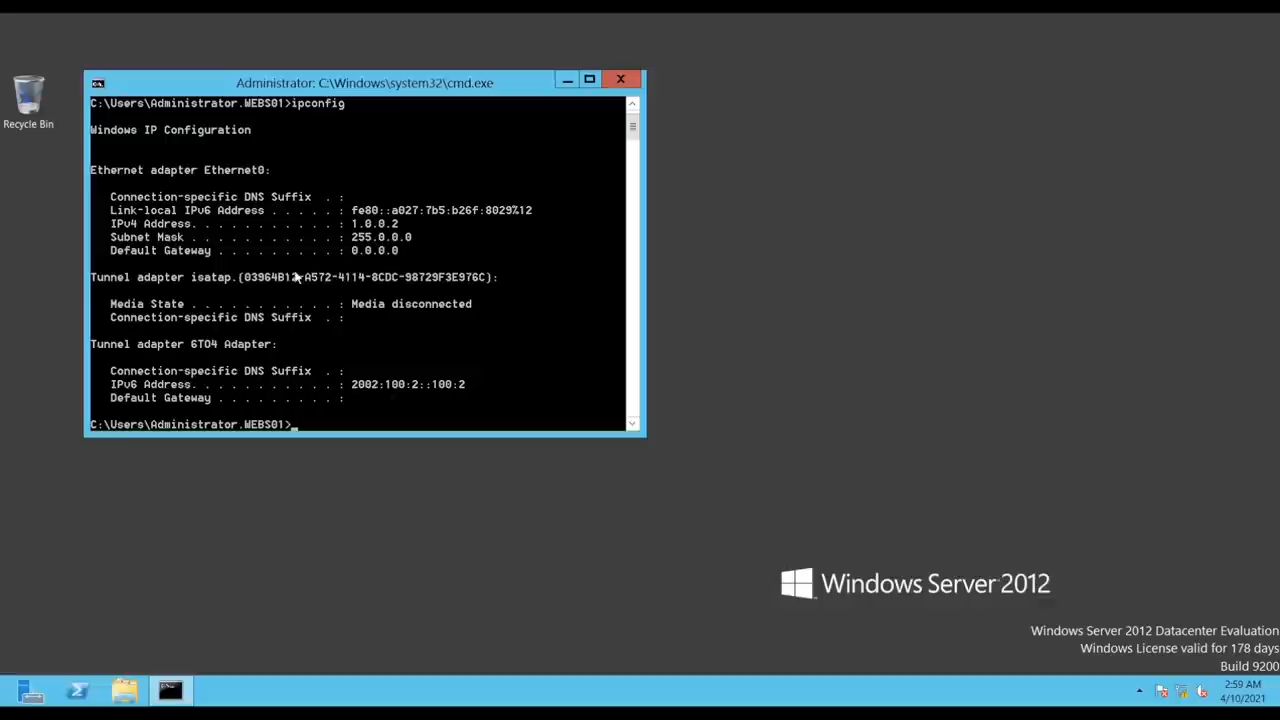 Recycle Bin
Administrator: C:\Windows\system32\cmd.exe
C:\Users\Administrator.WEBS01>ipconfig
Windows IP Configuration
Ethernet adapter Ethernet0:
Connection-specific DNS Suffix . :
Link-local IPv6 Address . . . . . : fe80::a027:7b5:b26f:8029%12
IPv4 Address. . . . . . . . . . . : 1.0.0.2
Subnet Mask . . . . . . . . . . . : 255.0.0.0
Default Gateway . . . . . . . . . : 0.0.0.0
Tunnel adapter isatap.{03964B12-A572-4114-8CDC-98729F3E976C}:
Media State . . . . . . . . . . . : Media disconnected
Connection-specific DNS Suffix . :
Tunnel adapter 6TO4 Adapter:
Connection-specific DNS Suffix . :
IPv6 Address. . . . . . . . . . . : 2002:100:2::100:2
Default Gateway . . . . . . . . . :
C:\Users\Administrator.WEBS01>_
Windows Server 2012
Windows Server 2012 Datacenter Evaluation
Windows License valid for 178 days
Build 9200
2:59 AM
4/10/2021